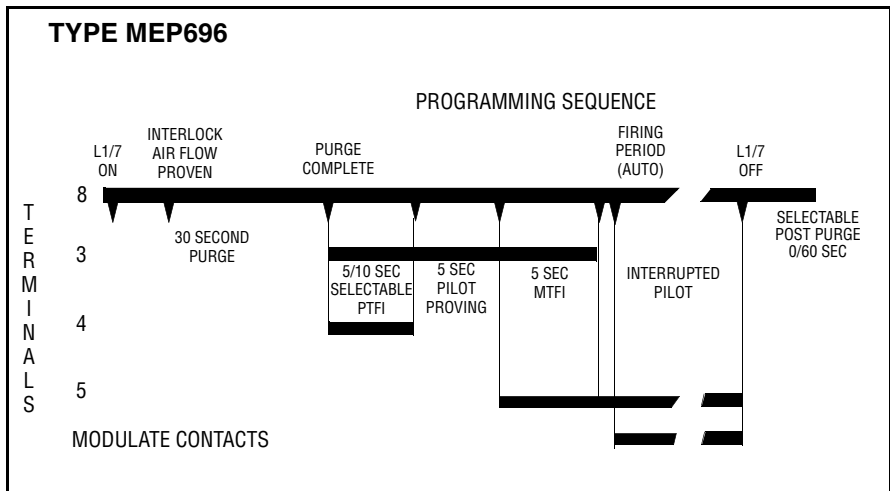 TYPE MEP696
PROGRAMMING SEQUENCE
L1/7
ON
INTERLOCK
AIR FLOW
PROVEN
PURGE
COMPLETE
FIRING
PERIOD
(AUTO)
L1/7
OFF
TERMINALS
8
30 SECOND
PURGE
SELECTABLE
POST PURGE
0/60 SEC
3
5/10 SEC
SELECTABLE
PTFI
5 SEC
PILOT
PROVING
5 SEC
MTFI
INTERRUPTED
PILOT
4
5
MODULATE CONTACTS